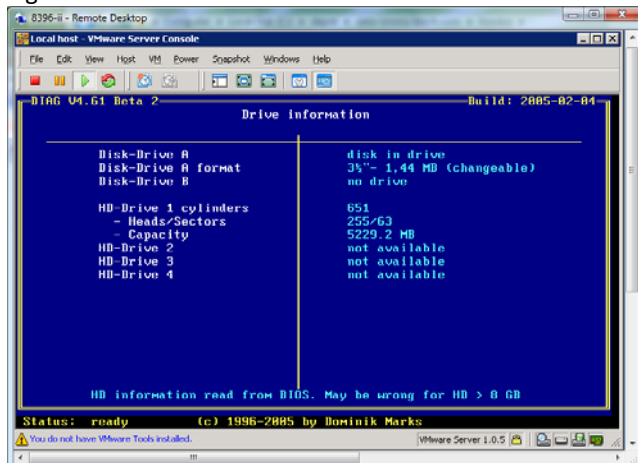 8396-ii - Remote Desktop
Local host - VMware Server Console
File Edit View Host VM Power Snapshot Windows Help
DIAG V4.61 Beta 2 Build: 2005-02-04
Drive information
Disk-Drive A disk in drive
Disk-Drive A format 3½"- 1,44 MB (changeable)
Disk-Drive B no drive
HD-Drive 1 cylinders 651
- Heads/Sectors 255/63
- Capacity 5229.2 MB
HD-Drive 2 not available
HD-Drive 3 not available
HD-Drive 4 not available
HD information read from BIOS. May be wrong for HD > 8 GB
Status: ready (c) 1996-2005 by Dominik Marks
You do not have VMware Tools installed. VMware Server 1.0.5